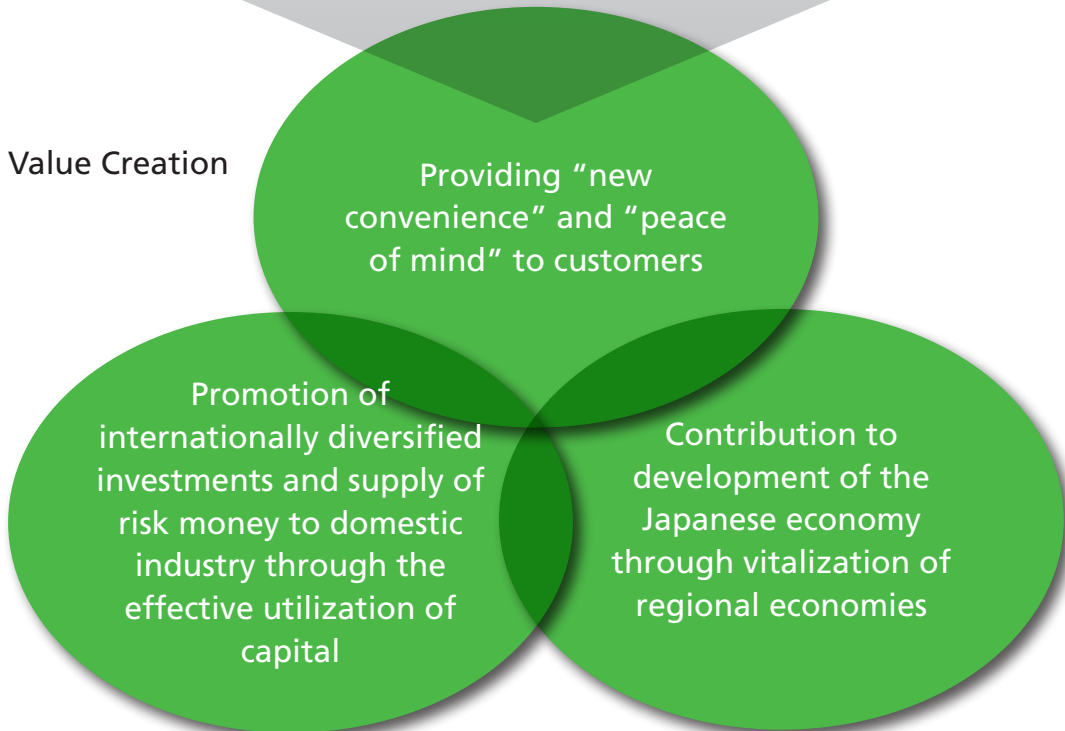 Value Creation
Providing “new
convenience” and “peace
of mind” to customers
Promotion of
internationally diversified
investments and supply of
risk money to domestic
industry through the
effective utilization of
capital
Contribution to
development of the
Japanese economy
through vitalization of
regional economies